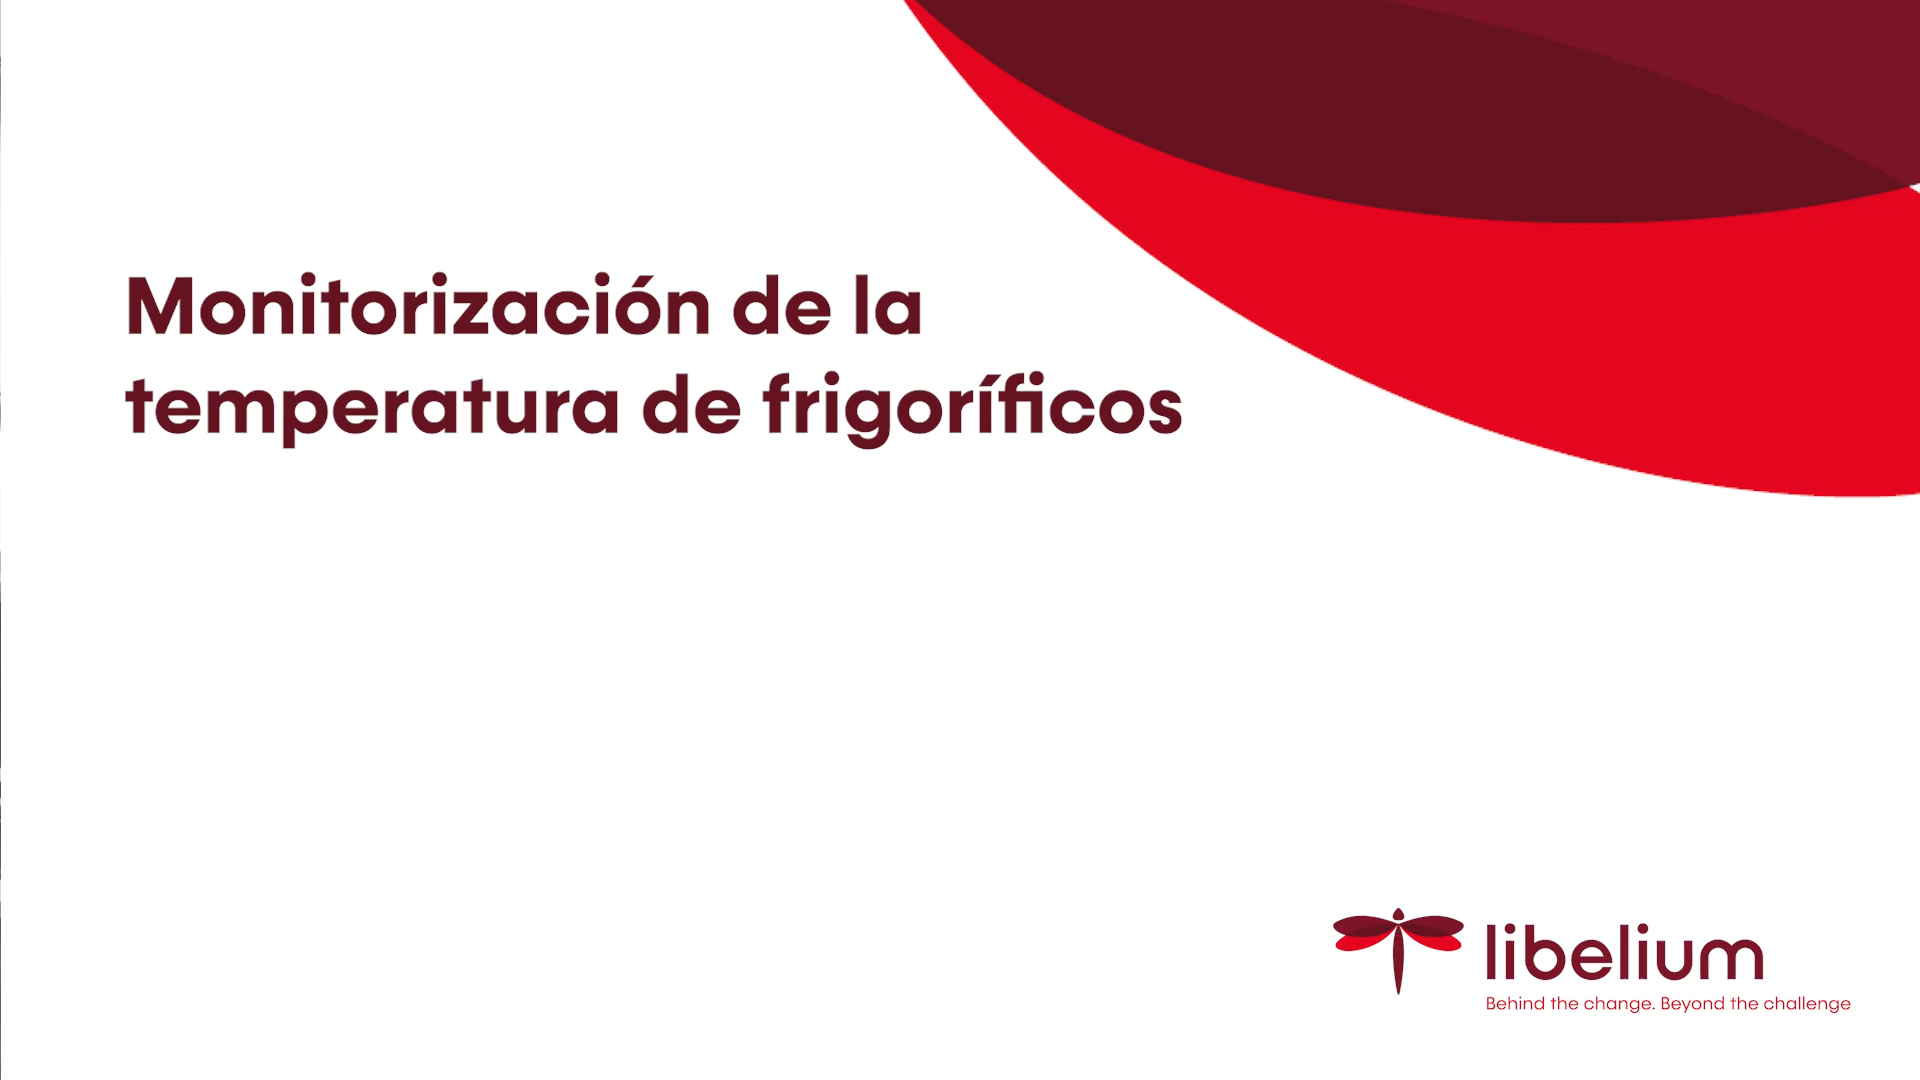 Monitorización de la
temperatura de frigoríficos
libelium
Behind the change. Beyond the challenge